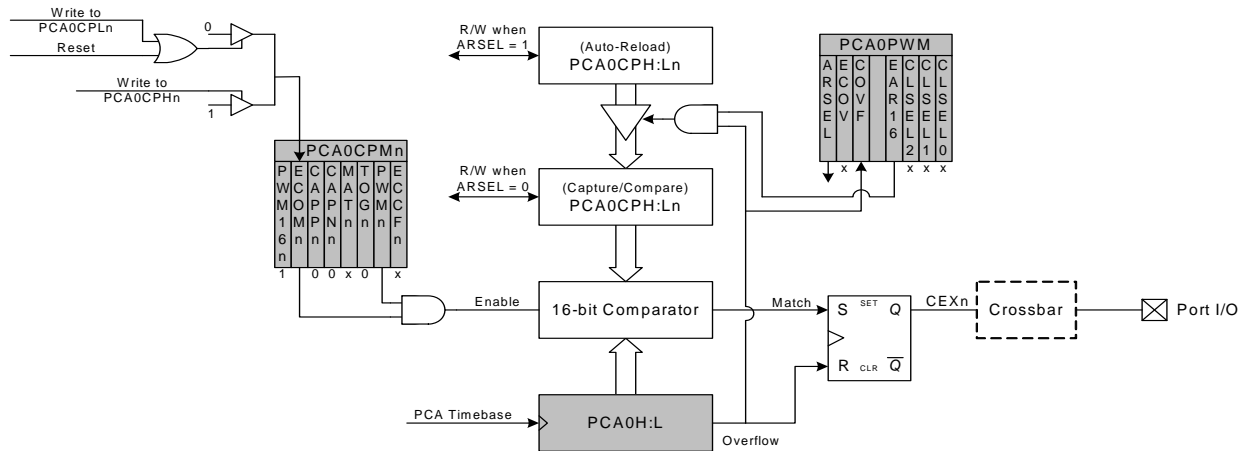 Write to
PCA0CPLn
Reset
Write to
PCA0CPHn
0
1
PCA0CPMn
PWM16n
ECOMn
CAPPn
CAPNn
MATn
TOGn
PWMn
ECCFn
1
0
0
x
0
x
R/W when
ARSEL = 1
(Auto-Reload)
PCA0CPH:Ln
R/W when
ARSEL = 0
(Capture/Compare)
PCA0CPH:Ln
PCA0PWM
ARSEL
ECOV
COVF
EAR16
CLSEL2
CLSEL1
CLSEL0
x
x
x
x
Enable
16-bit Comparator
Match
S
SET
Q
R
CLR
Q
CEXn
Crossbar
Port I/O
PCA Timebase
PCA0H:L
Overflow